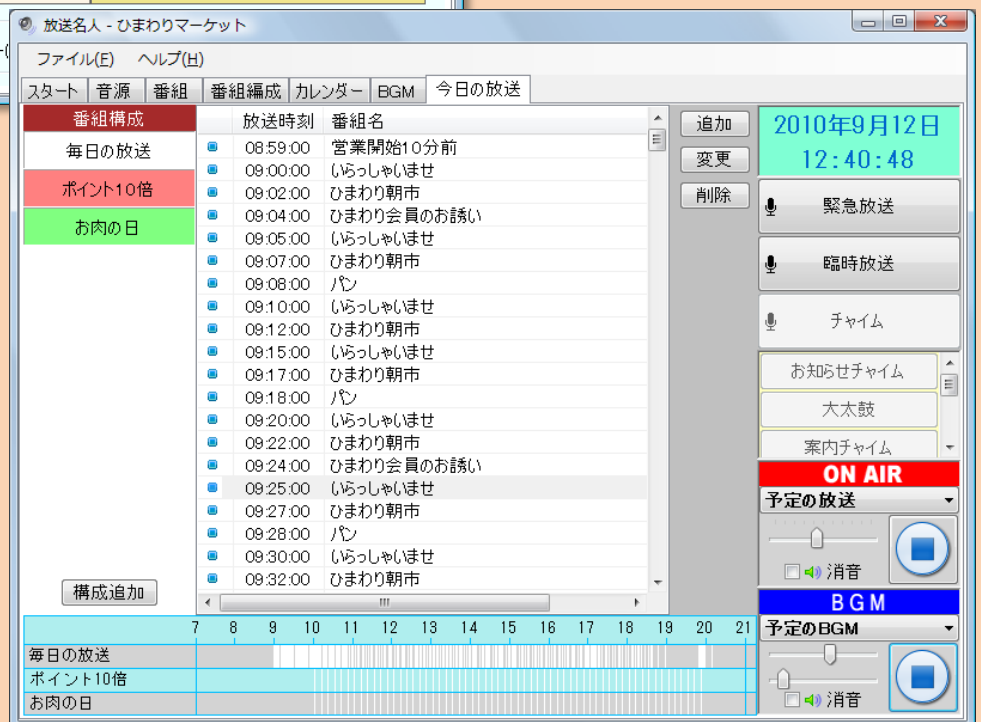 放送名人 - ひまわりマーケット
ファイル(F) ヘルプ(H)
スタート 音源 番組 番組編成 カレンダー BGM 今日の放送
番組構成
毎日の放送
ポイント10倍
お肉の日
構成追加
放送時刻 番組名
08:59:00 営業開始10分前
09:00:00 いらっしゃいませ
09:02:00 ひまわり朝市
09:04:00 ひまわり会員のお誘い
09:05:00 いらっしゃいませ
09:07:00 ひまわり朝市
09:08:00 パン
09:10:00 いらっしゃいませ
09:12:00 ひまわり朝市
09:15:00 いらっしゃいませ
09:17:00 ひまわり朝市
09:18:00 パン
09:20:00 いらっしゃいませ
09:22:00 ひまわり朝市
09:24:00 ひまわり会員のお誘い
09:25:00 いらっしゃいませ
09:27:00 ひまわり朝市
09:28:00 パン
09:30:00 いらっしゃいませ
09:32:00 ひまわり朝市
追加
変更
削除
2010年9月12日
12:40:48
緊急放送
臨時放送
チャイム
お知らせチャイム
大太鼓
案内チャイム
ON AIR
予定の放送
消音
BGM
予定のBGM
消音
7 8 9 10 11 12 13 14 15 16 17 18 19 20 21
毎日の放送
ポイント10倍
お肉の日